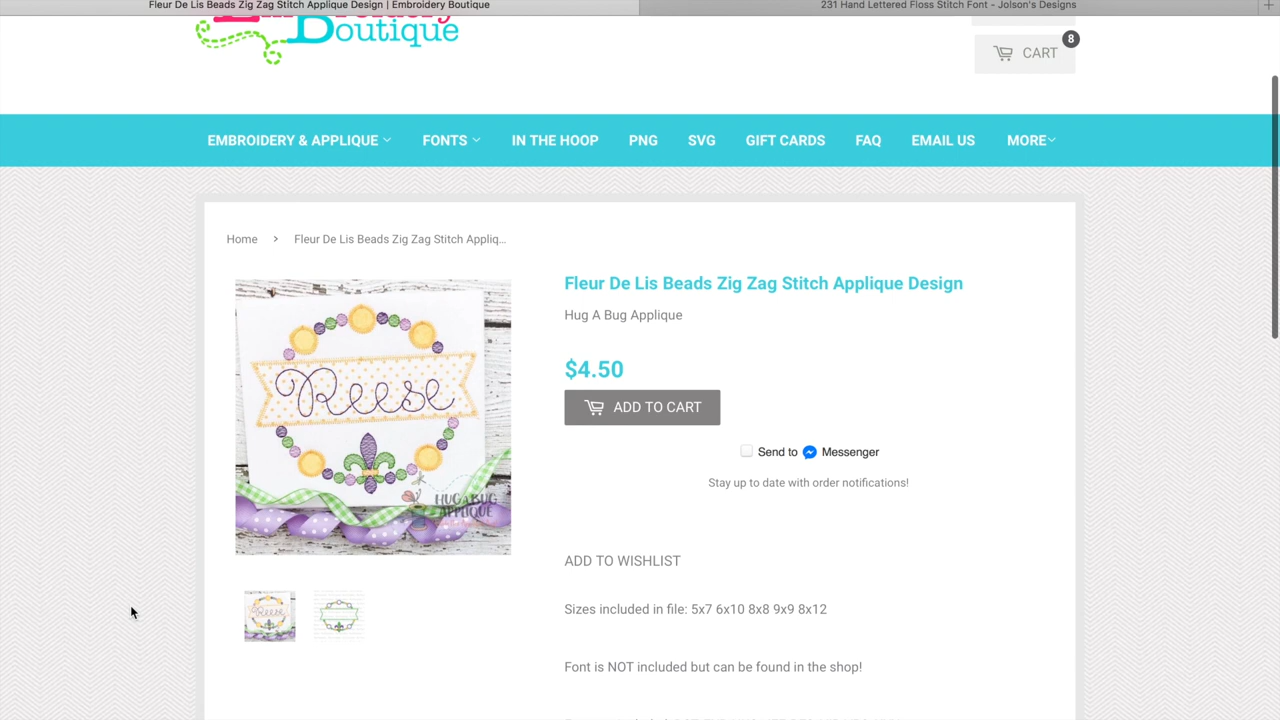 Fleur De Lis Beads Zig Zag Stitch Applique Design | Embroidery Boutique
231 Hand Lettered Floss Stitch Font - Jolson's Designs
Boutique
8
CART
EMBROIDERY & APPLIQUE
FONTS
IN THE HOOP
PNG
SVG
GIFT CARDS
FAQ
EMAIL US
MORE
Home
Fleur De Lis Beads Zig Zag Stitch Appliq...
Fleur De Lis Beads Zig Zag Stitch Applique Design
Hug A Bug Applique
$4.50
ADD TO CART
Reese
HUG A BUG
APPLIQUE
Send to Messenger
Stay up to date with order notifications!
ADD TO WISHLIST
Sizes included in file: 5x7 6x10 8x8 9x9 8x12
Font is NOT included but can be found in the shop!